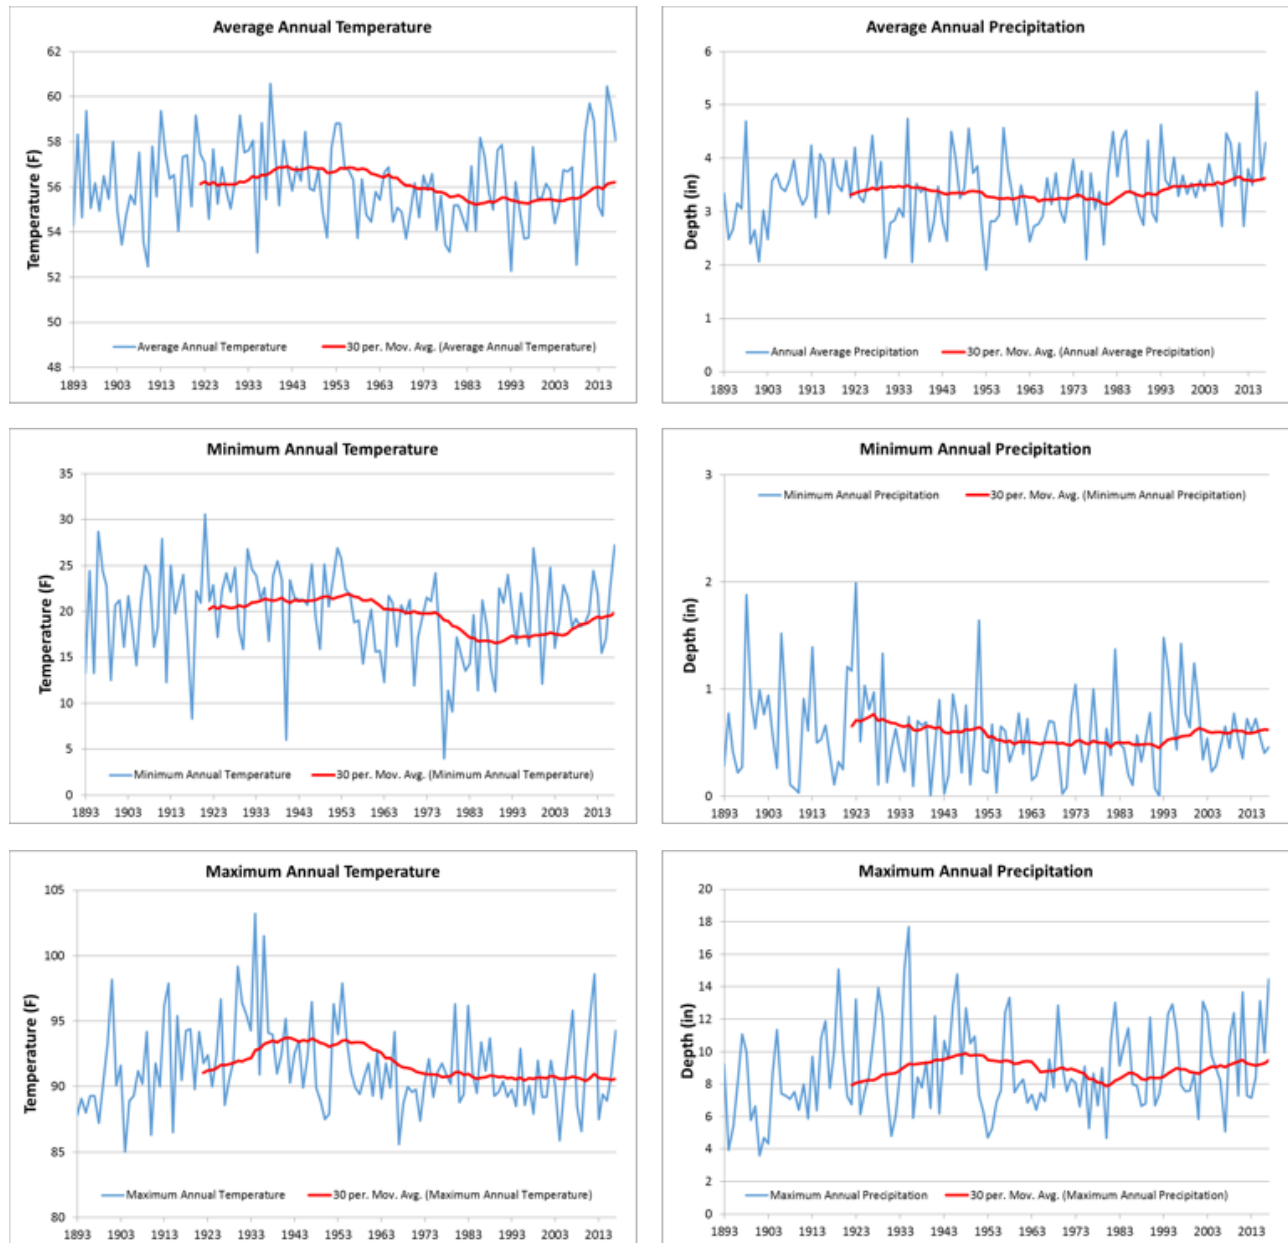 Average Annual Temperature
Temperature (F)
62
60
58
56
54
52
50
48
Average Annual Temperature 30 per. Mov. Avg. (Average Annual Temperature)
1893 1903 1913 1923 1933 1943 1953 1963 1973 1983 1993 2003 2013
Average Annual Precipitation
Depth (in)
6
5
4
3
2
1
0
Annual Average Precipitation 30 per. Mov. Avg. (Annual Average Precipitation)
1893 1903 1913 1923 1933 1943 1953 1963 1973 1983 1993 2003 2013
Minimum Annual Temperature
Temperature (F)
35
30
25
20
15
10
5
0
Minimum Annual Temperature 30 per. Mov. Avg. (Minimum Annual Temperature)
1893 1903 1913 1923 1933 1943 1953 1963 1973 1983 1993 2003 2013
Minimum Annual Precipitation
Depth (in)
3
Minimum Annual Precipitation 30 per. Mov. Avg. (Minimum Annual Precipitation)
2
1
0
1893 1903 1913 1923 1933 1943 1953 1963 1973 1983 1993 2003 2013
Maximum Annual Temperature
Temperature (F)
105
100
95
90
85
80
Maximum Annual Temperature 30 per. Mov. Avg. (Maximum Annual Temperature)
1893 1903 1913 1923 1933 1943 1953 1963 1973 1983 1993 2003 2013
Maximum Annual Precipitation
Depth (in)
20
18
16
14
12
10
8
6
4
2
0
Maximum Annual Precipitation 30 per. Mov. Avg. (Maximum Annual Precipitation)
1893 1903 1913 1923 1933 1943 1953 1963 1973 1983 1993 2003 2013